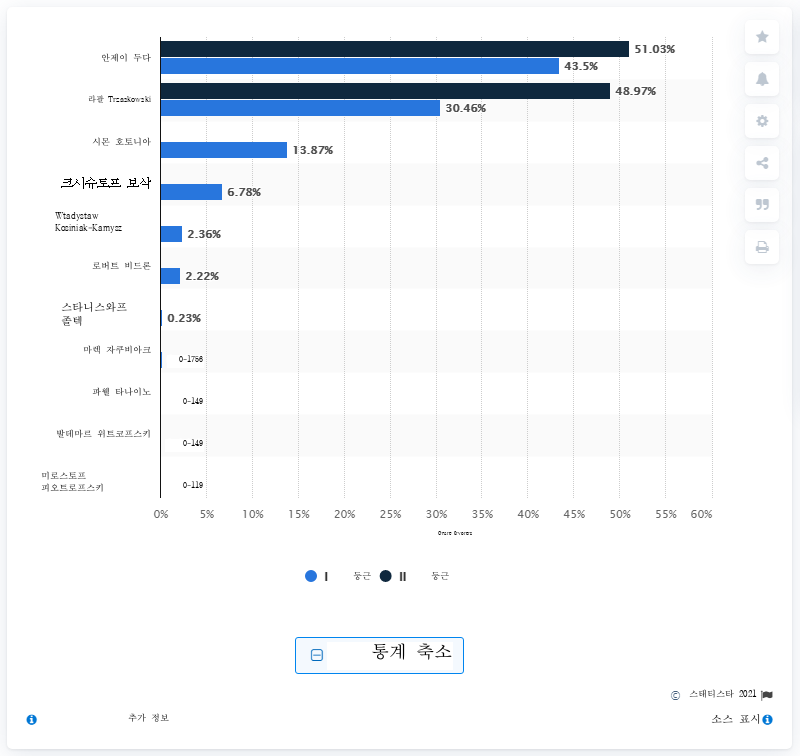 안제이 두다
51.03%
43.5%
라팔 Trzaskowski
48.97%
30.46%
시몬 호토니아
13.87%
크시슈토프 보삭
6.78%
Wtadystaw
Kosiniak-Kamysz
2.36%
로버트 비드론
2.22%
스타니스와프
졸텍
0.23%
마렉 자쿠비아크
0-1756
파웰 타나이노
0-149
발데마르 위트코프스키
0-149
미로스토프
피오트로프스키
0-119
0% 5% 10% 15% 20% 25% 30% 35% 40% 45% 50% 55% 60%
I 둥근 II 둥근
통계 축소
© 스태티스타 2021
추가 정보
소스 표시